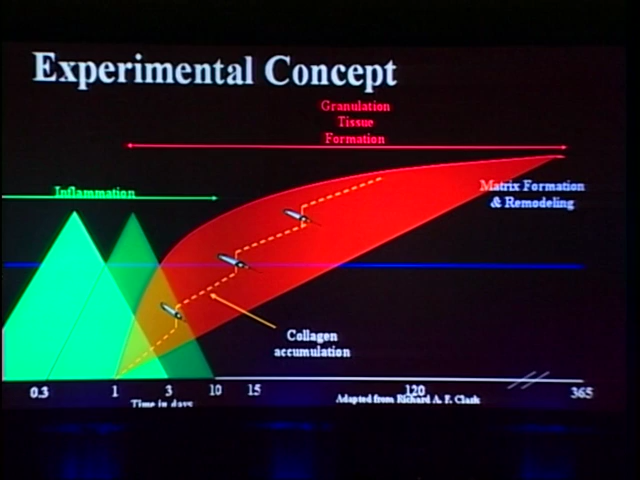 Experimental Concept
Granulation
Tissue
Formation
Inflammation
Matrix Formation
& Remodeling
Collagen
accumulation
0.3 1 3 10 15 120 365
Time in days
Adapted from Richard A. F. Clark